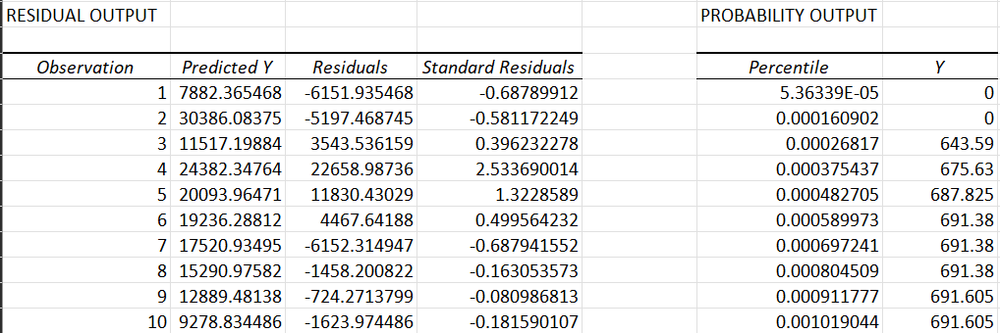 RESIDUAL OUTPUT PROBABILITY OUTPUT
Observation Predicted Y Residuals Standard Residuals Percentile Y
1 7882.365468 -6151.935468 -0.68789912 5.36339E-05 0
2 30386.08375 -5197.468745 -0.581172249 0.000160902 0
3 11517.19884 3543.536159 0.396232278 0.00026817 643.59
4 24382.34764 22658.98736 2.533690014 0.000375437 675.63
5 20093.96471 11830.43029 1.3228589 0.000482705 687.825
6 19236.28812 4467.64188 0.499564232 0.000589973 691.38
7 17520.93495 -6152.314947 -0.687941552 0.000697241 691.38
8 15290.97582 -1458.200822 -0.163053573 0.000804509 691.38
9 12889.48138 -724.2713799 -0.080986813 0.000911777 691.605
10 9278.834486 -1623.974486 -0.181590107 0.001019044 691.605